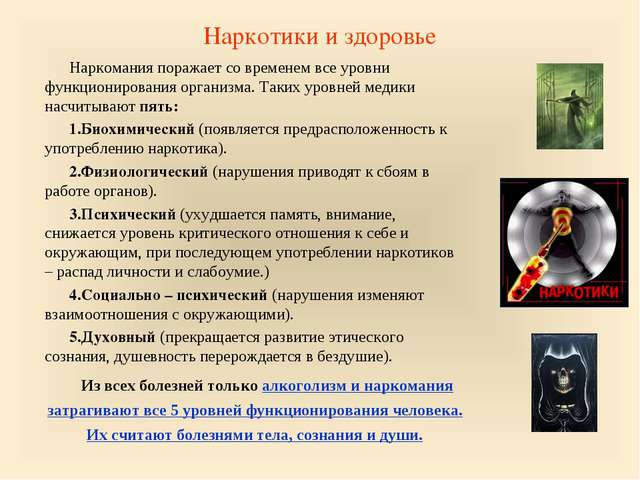 Наркотики и здоровье
Наркомания поражает со временем все уровни
функционирования организма. Таких уровней медики
насчитывают пять:
1.Биохимический (появляется предрасположенность к
употреблению наркотика).
2.Физиологический (нарушения приводят к сбоям в
работе органов).
3.Психический (ухудшается память, внимание,
снижается уровень критического отношения к себе и
окружающим, при последующем употреблении наркотиков
– распад личности и слабоумие.)
4.Социально – психический (нарушения изменяют
взаимоотношения с окружающими).
5.Духовный (прекращается развитие этического
сознания, душевность перерождается в бездушие).
Из всех болезней только алкоголизм и наркомания
затрагивают все 5 уровней функционирования человека.
Их считают болезнями тела, сознания и души.
НАРКОТИКИ